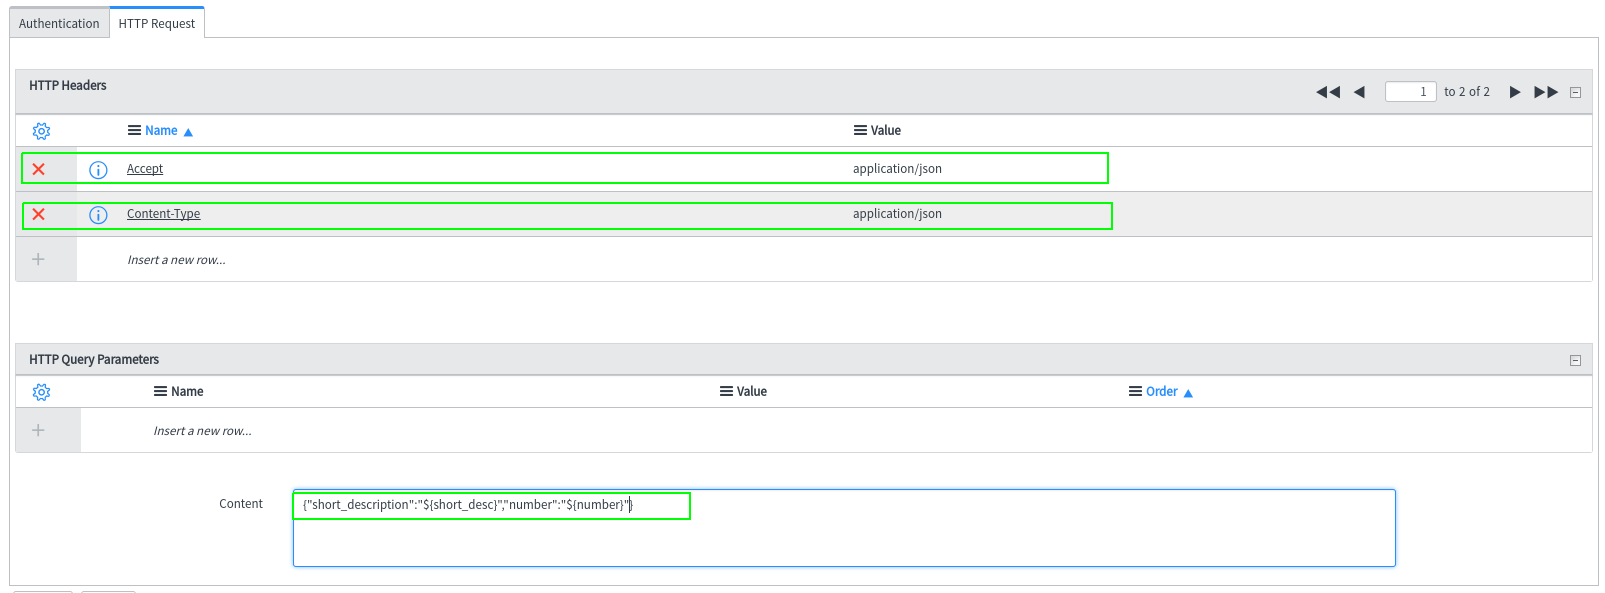 Authentication HTTP Request
HTTP Headers
1 to 2 of 2
Name Value
Accept application/json
Content-Type application/json
Insert a new row...
HTTP Query Parameters
Name Value Order
Insert a new row...
Content {"short_description":"${short_desc}","number":"${number}"}